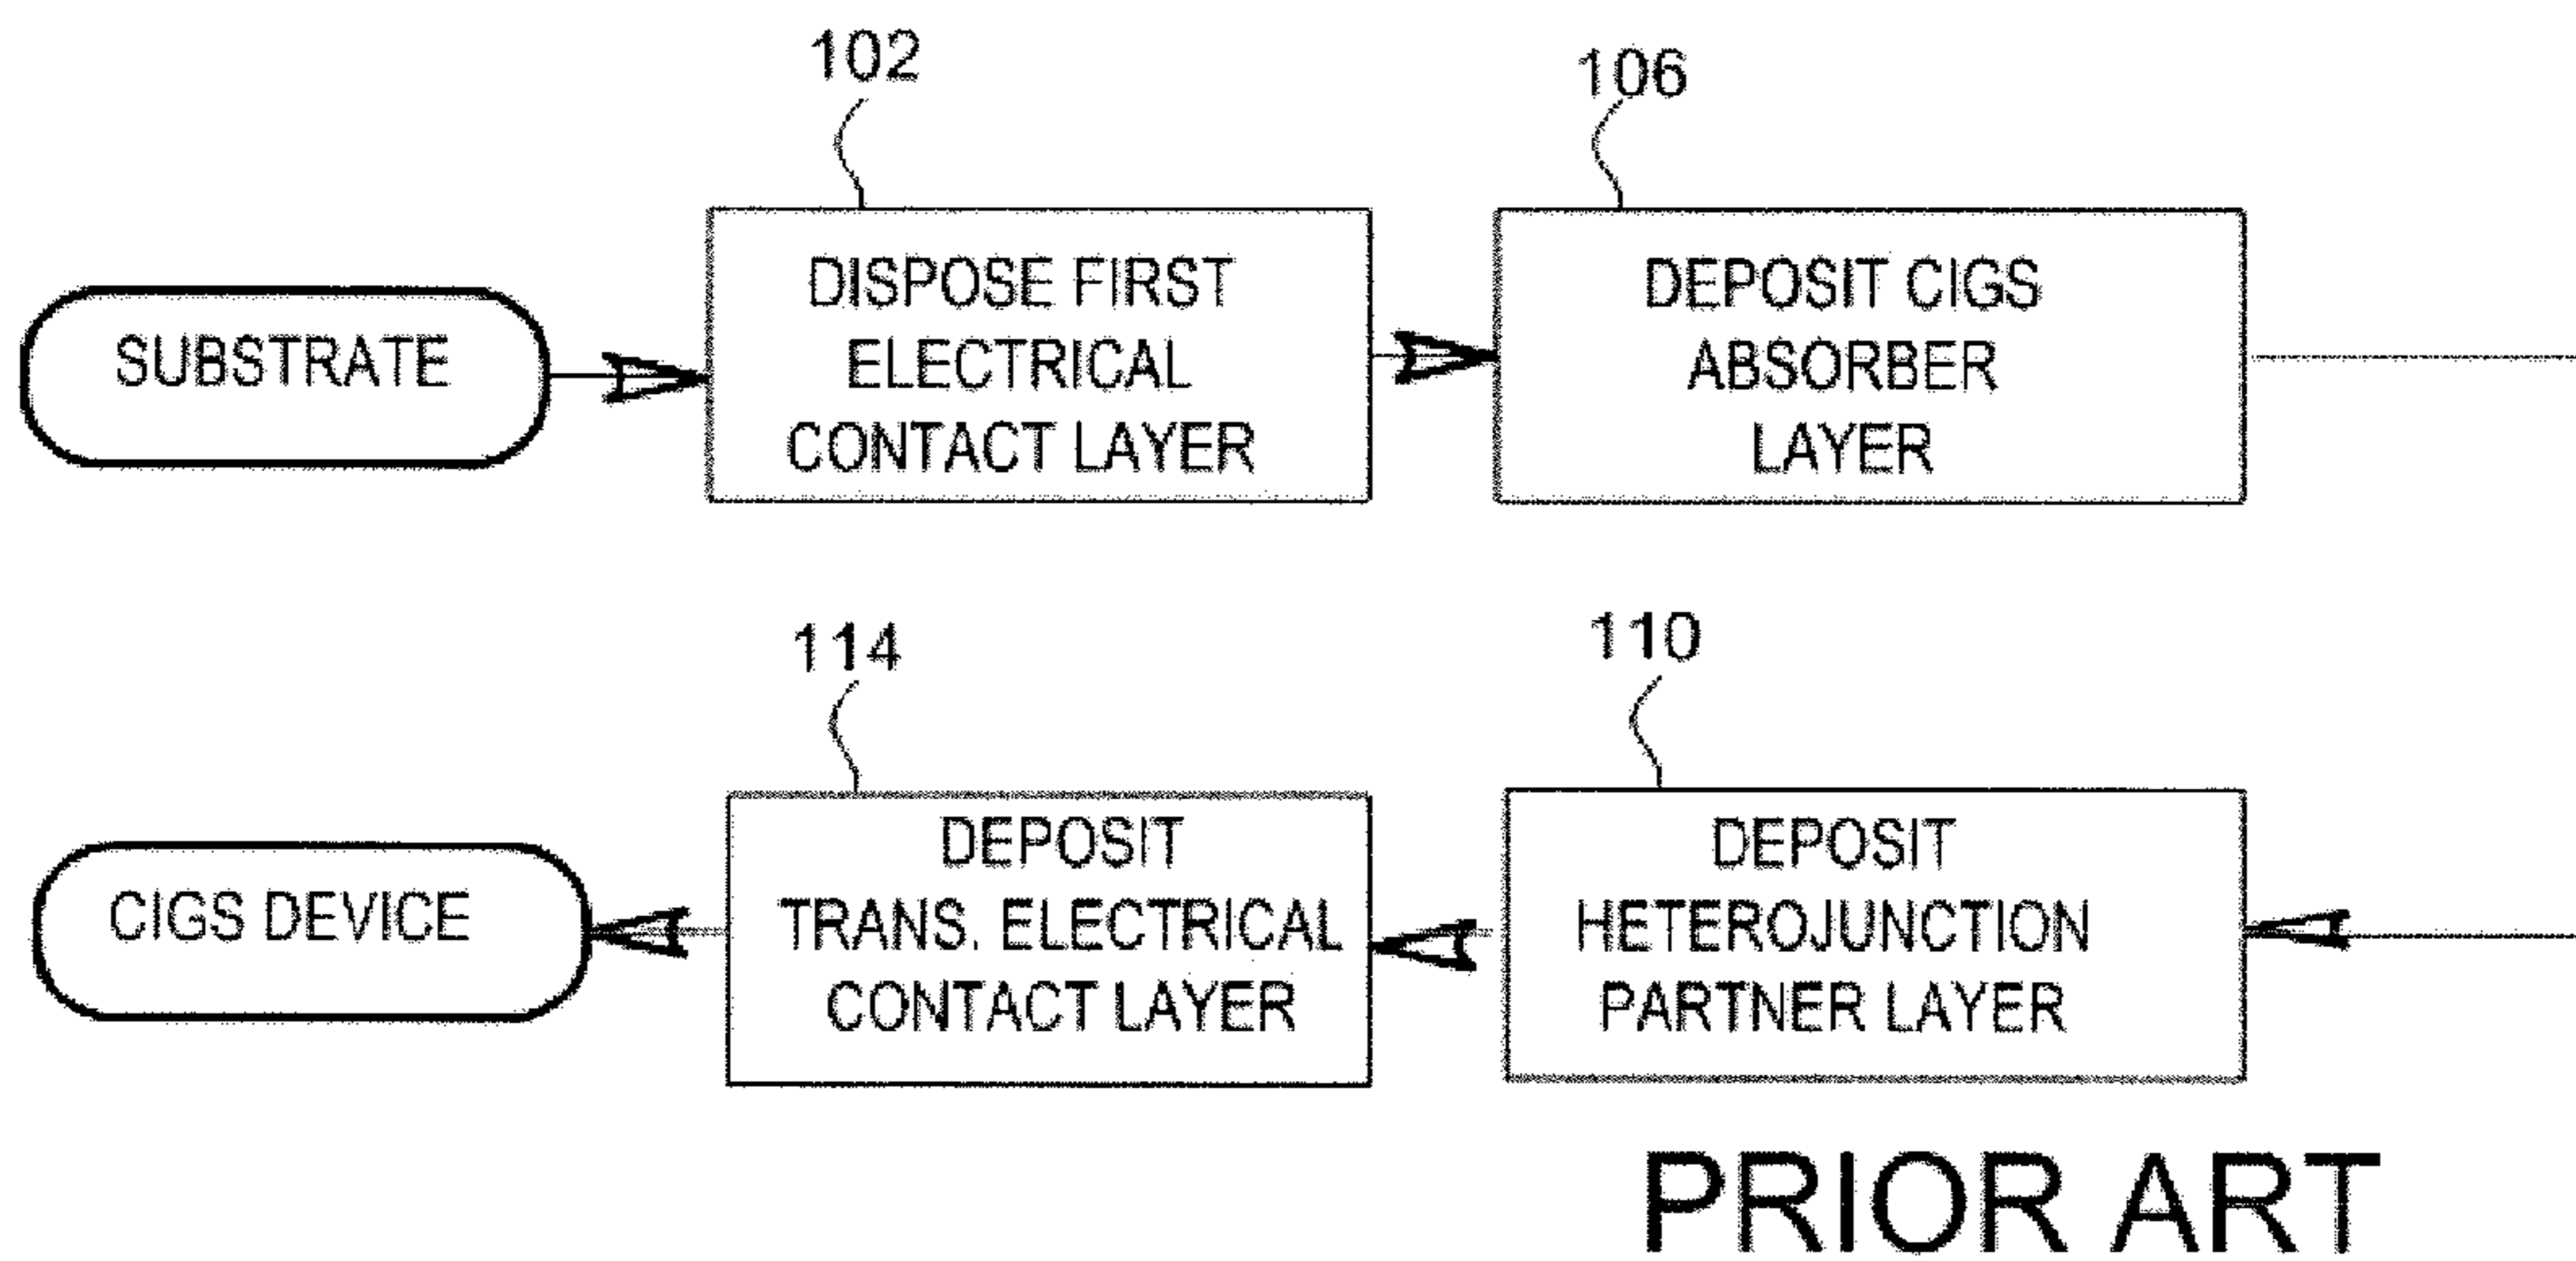 102
106
SUBSTRATE
DISPOSE FIRST
ELECTRICAL
CONTACT LAYER
DEPOSIT CIGS
ABSORBER
LAYER
114
110
CIGS DEVICE
DEPOSIT
TRANS. ELECTRICAL
CONTACT LAYER
DEPOSIT
HETEROJUNCTION
PARTNER LAYER
PRIOR ART